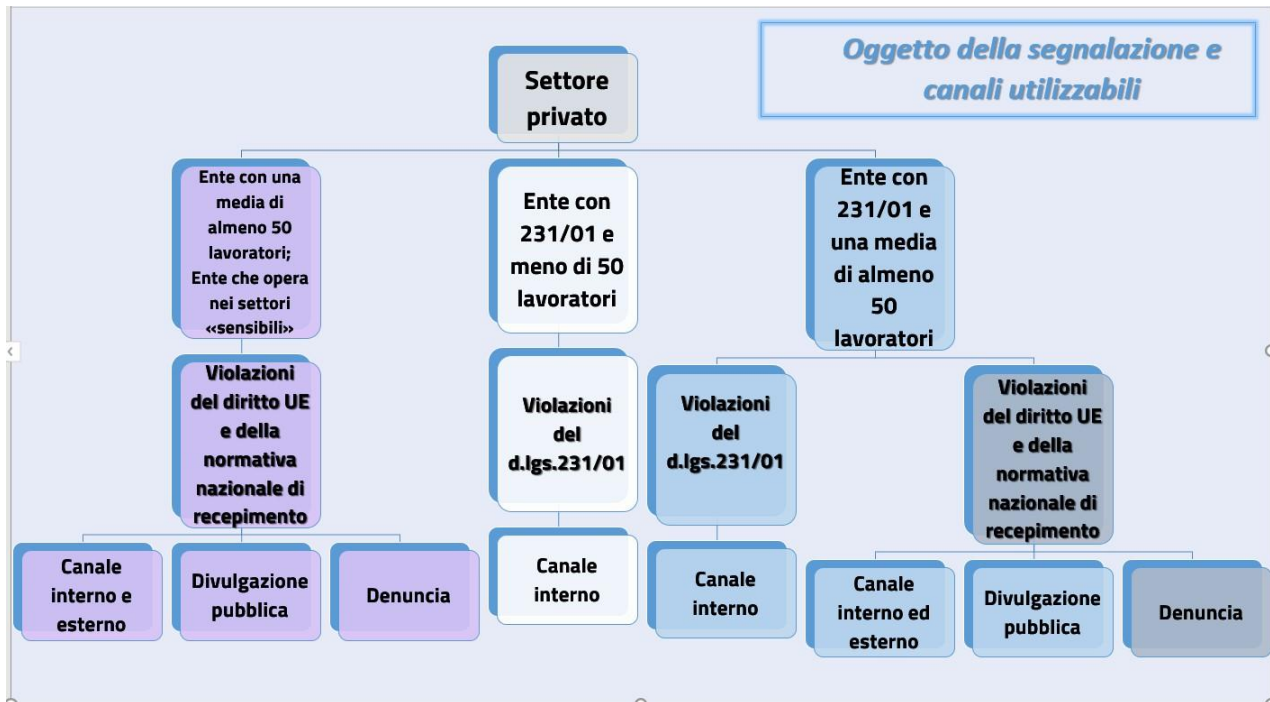 Oggetto della segnalazione e
canali utilizzabili
Settore
privato
Ente con una
media di
almeno 50
lavoratori;
Ente che opera
nei settori
«sensibili»
Ente con
231/01 e
meno di 50
lavoratori
Ente con
231/01 e
una media
di almeno
50
lavoratori
Violazioni
del diritto UE
e della
normativa
nazionale di
recepimento
Violazioni
del
d.lgs.231/01
Violazioni
del
d.lgs.231/01
Violazioni
del diritto UE
e della
normativa
nazionale di
recepimento
Canale
interno e
esterno
Divulgazione
pubblica
Denuncia
Canale
interno
Canale
interno
Canale
interno ed
esterno
Divulgazione
pubblica
Denuncia